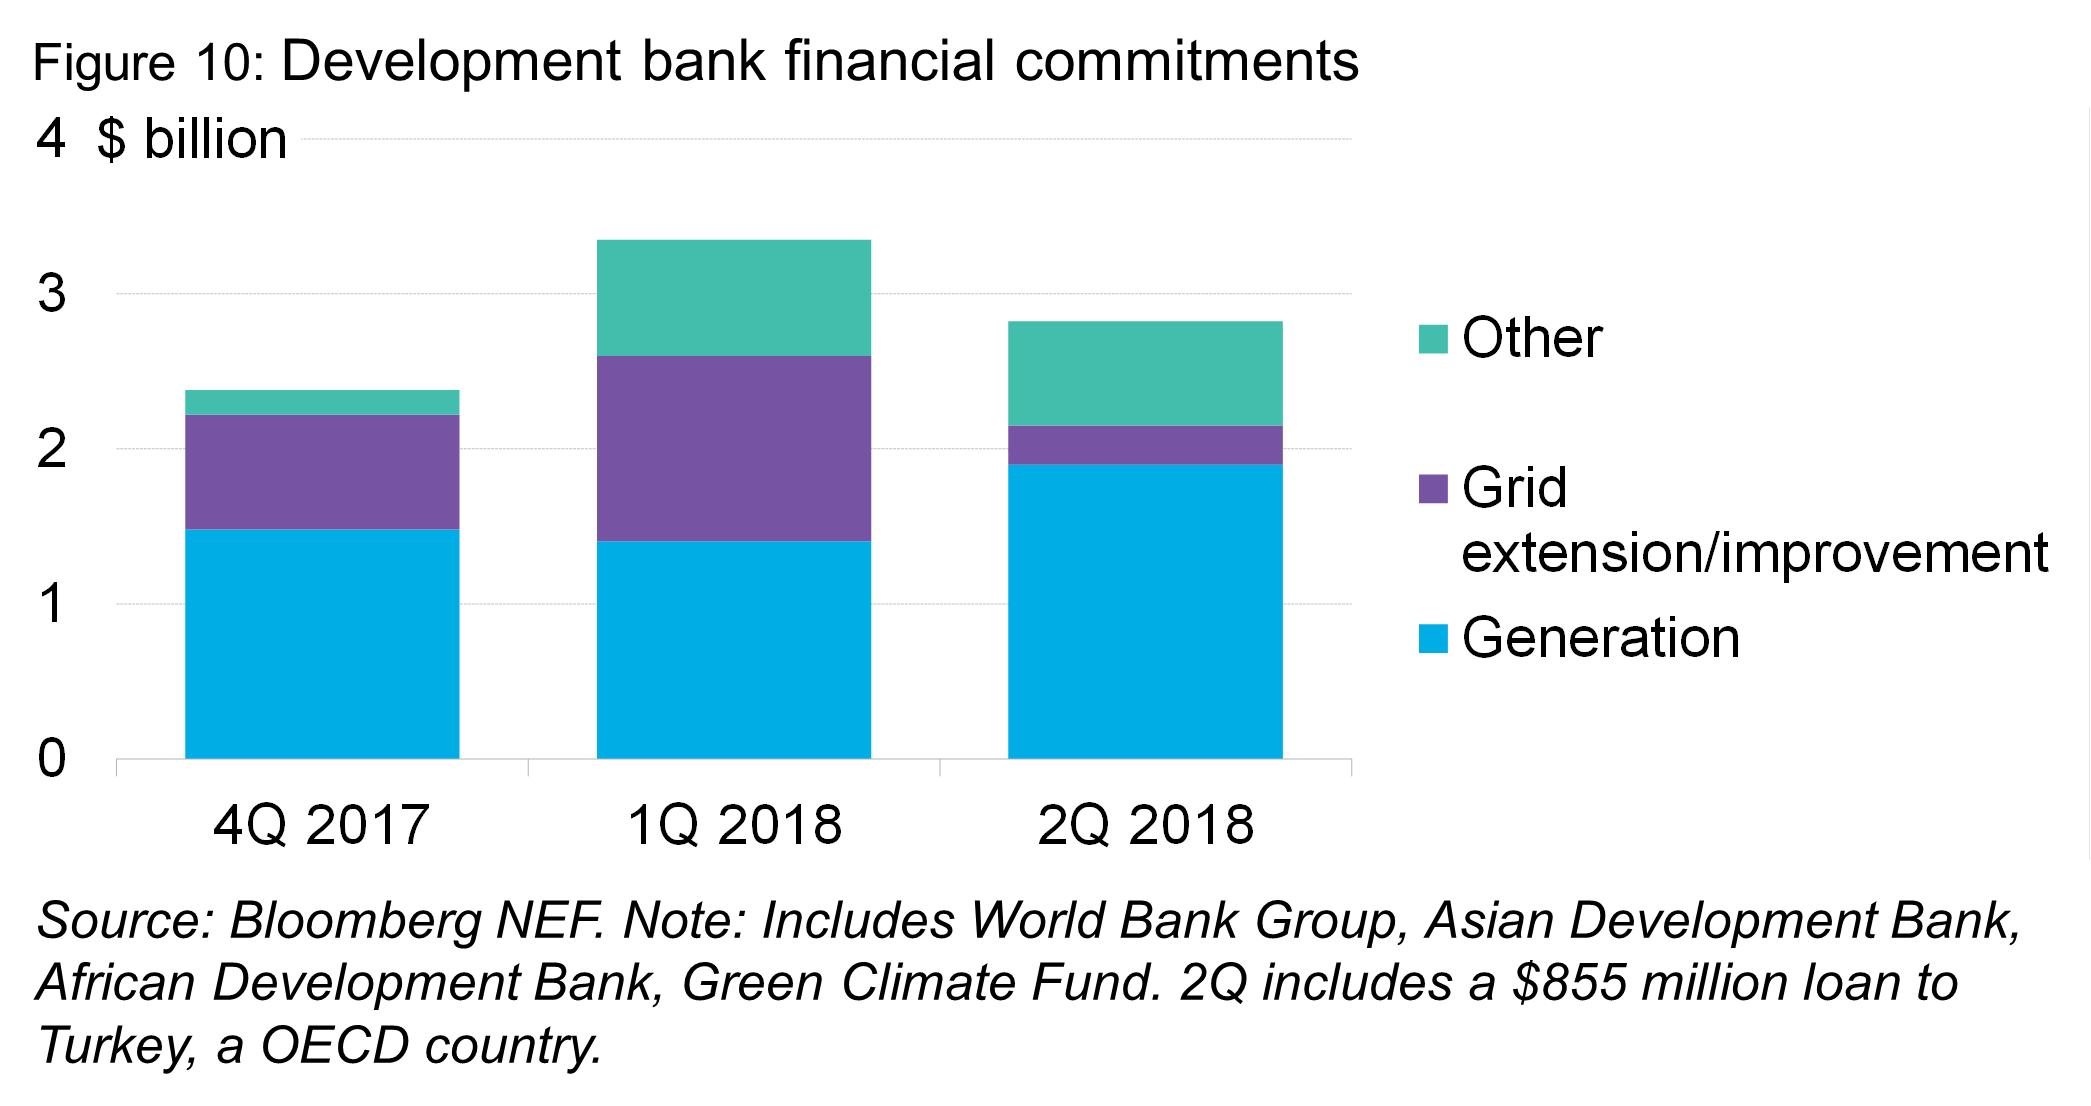 Figure 10: Development bank financial commitments
4 $ billion
3
2
1
0
4Q 2017
1Q 2018
2Q 2018
Other
Grid
extension/improvement
Generation
Source: Bloomberg NEF. Note: Includes World Bank Group, Asian Development Bank,
African Development Bank, Green Climate Fund. 2Q includes a $855 million loan to
Turkey, a OECD country.